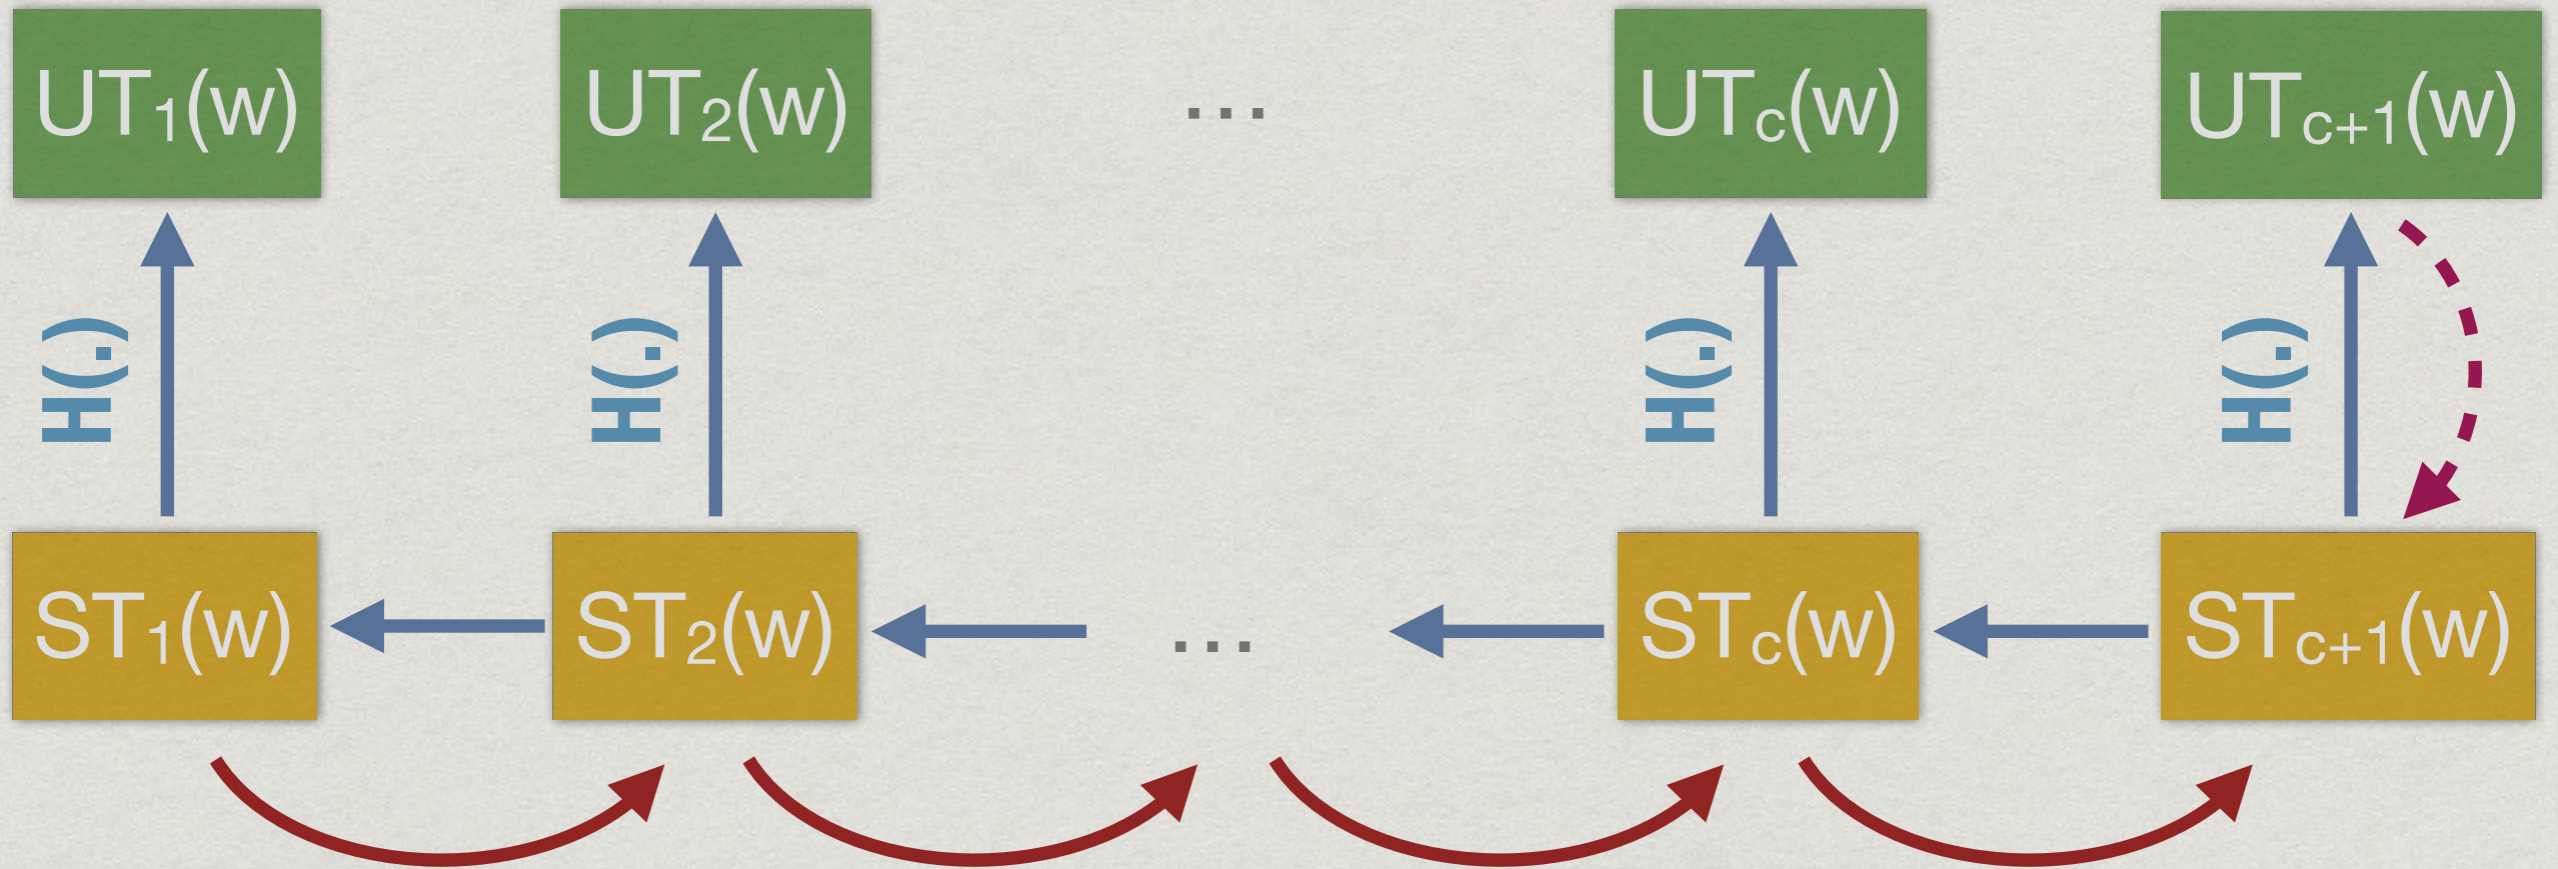 UT₁(w) UT₂(w) ... UTc(w) UTc+1(w)
H(.) H(.) H(.) H(.)
ST₁(w) ST₂(w) ... STc(w) STc+1(w)